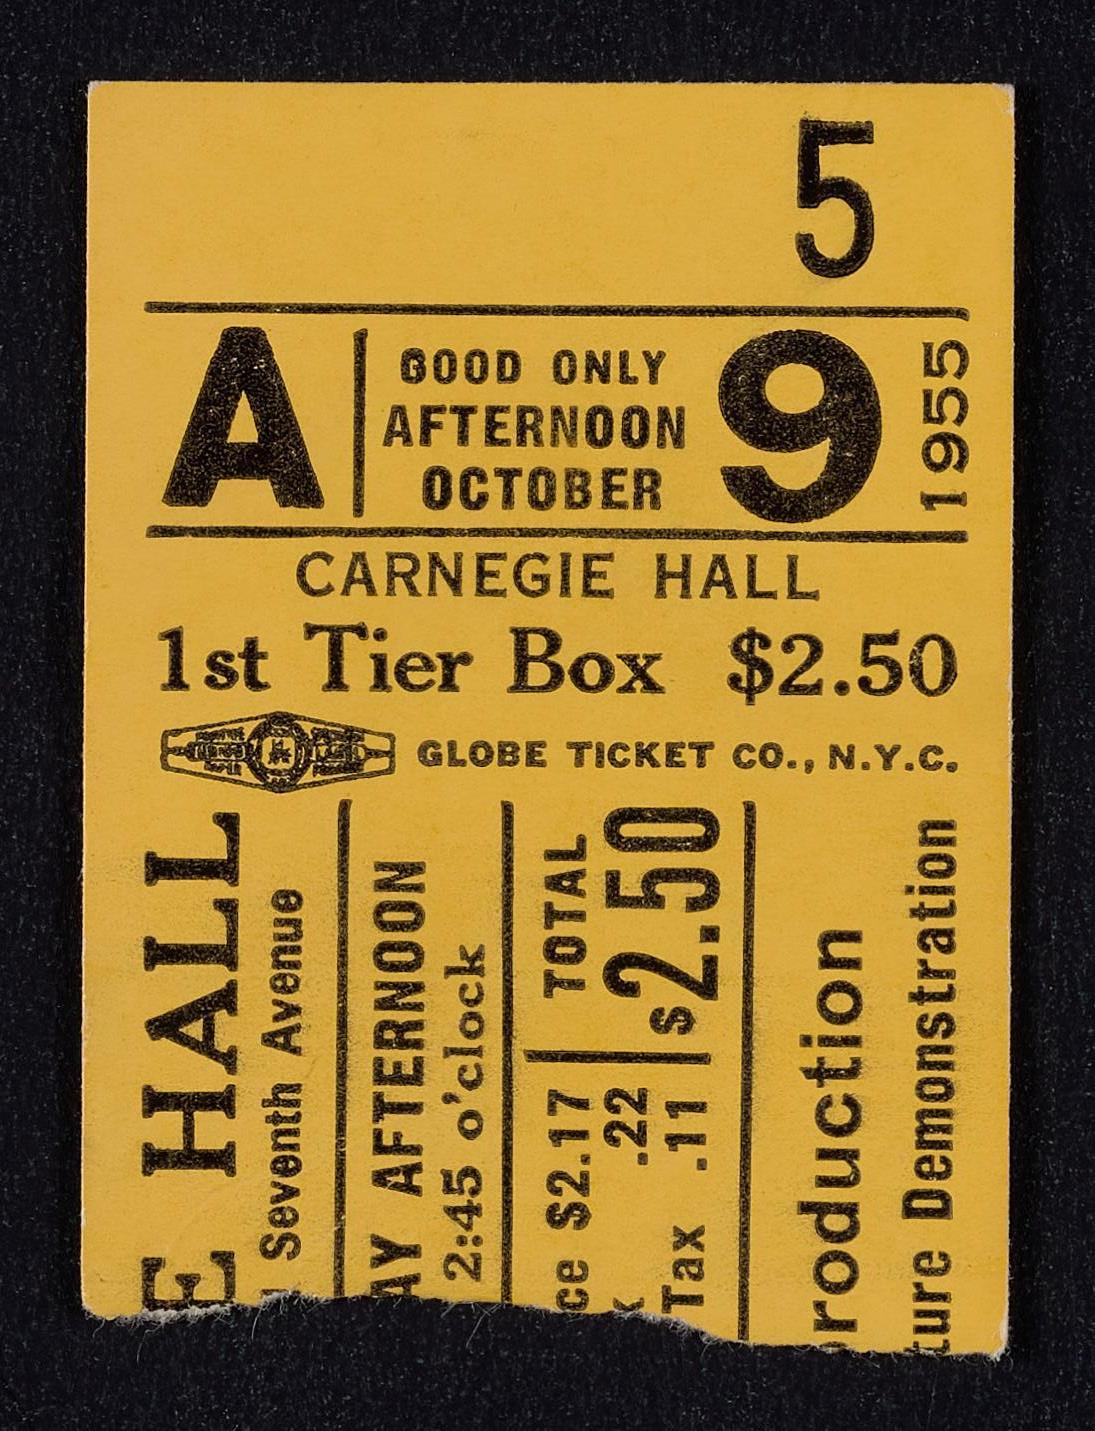 5
A
GOOD ONLY
AFTERNOON
OCTOBER
9
1955
CARNEGIE HALL
1st Tier Box $2.50
GLOBE TICKET CO., N.Y.C.
E HALL
Seventh Avenue
AY AFTERNOON
2:45 o'clock
ce $2.17
.22
Tax .11
TOTAL
$2.50
roduction
ture Demonstration